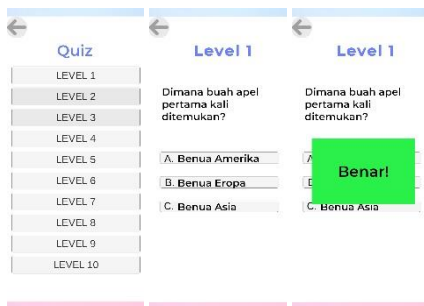 Quiz
LEVEL 1
LEVEL 2
LEVEL 3
LEVEL 4
LEVEL 5
LEVEL 6
LEVEL 7
LEVEL 8
LEVEL 9
LEVEL 10
Level 1
Dimana buah apel
pertama kali
ditemukan?
A. Benua Amerika
B. Benua Eropa
C. Benua Asia
Level 1
Dimana buah apel
pertama kali
ditemukan?
Benar!
C. Benua Asia